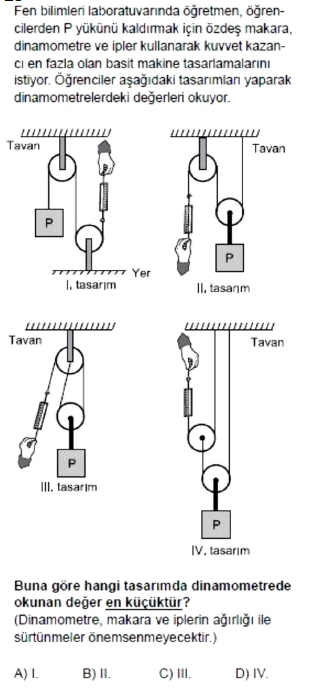 Fen bilimleri laboratuvarında öğretmen, öğren-
cilerden P yükünü kaldırmak için özdeş makara,
dinamometre ve ipler kullanarak kuvvet kazan-
cı en fazla olan basit makine tasarlamalarını
istiyor. Öğrenciler aşağıdaki tasarımları yaparak
dinamometrelerdeki değerleri okuyor.
Tavan
Tavan
P
P
Yer
I. tasarım
II. tasarım
Tavan
Tavan
P
III. tasarım
P
IV. tasarım
Buna göre hangi tasarımda dinamometrede
okunan değer en küçüktür?
(Dinamometre, makara ve iplerin ağırlığı ile
sürtünmeler önemsenmeyecektir.)
A) I. B) II. C) III. D) IV.